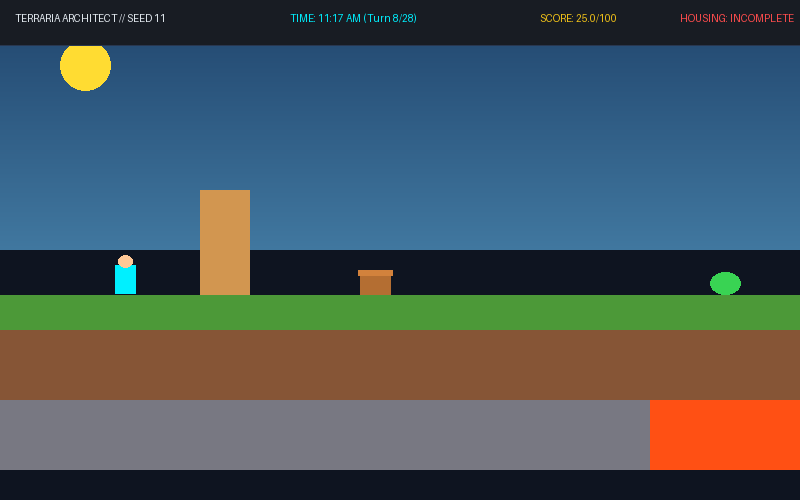 TERRARIA ARCHITECT // SEED 11
TIME: 11:17 AM (Turn 8/28)
SCORE: 25.0/100
HOUSING: INCOMPLETE